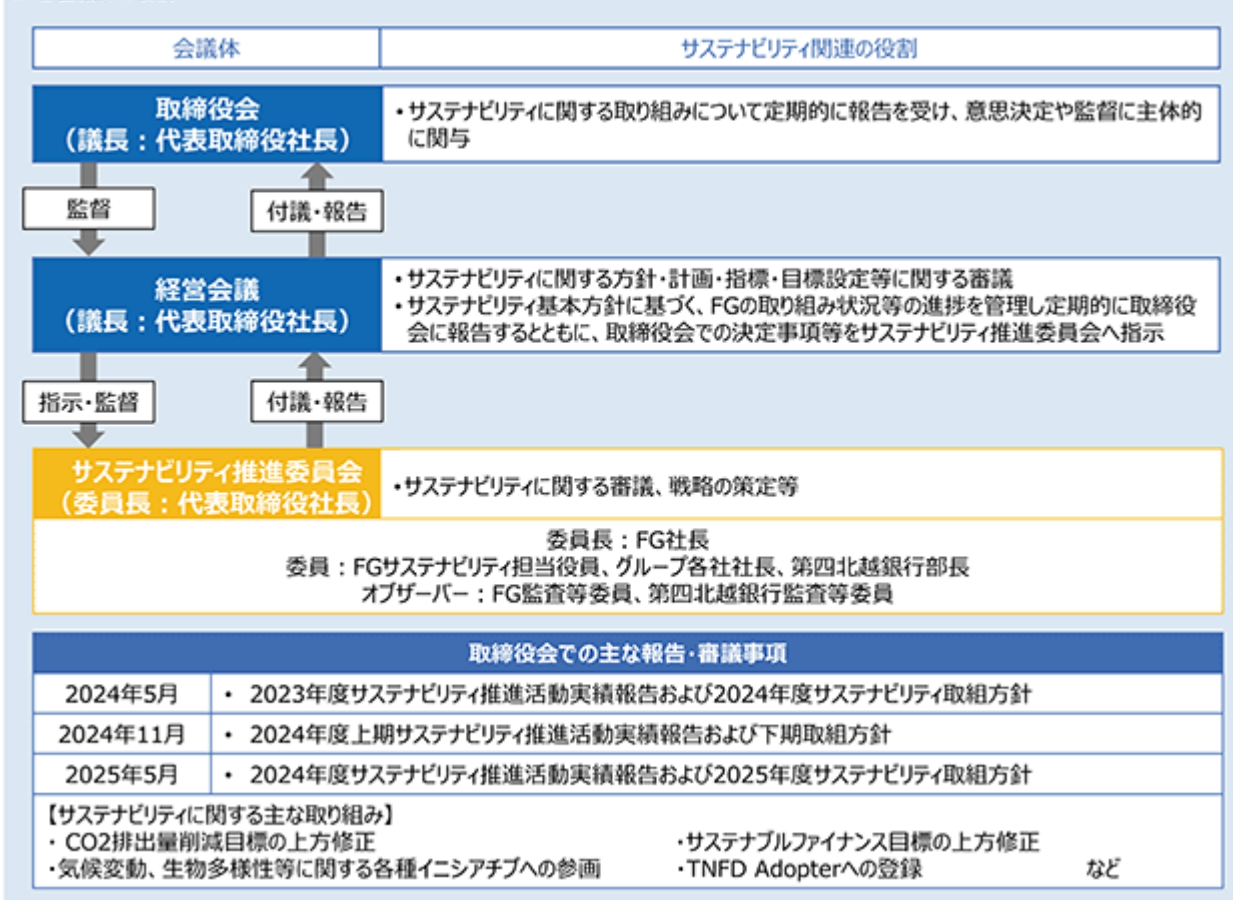 会議体
サステナビリティ関連の役割
取締役会
（議長：代表取締役社長）
・サステナビリティに関する取り組みについて定期的に報告を受け、意思決定や監督に主体的
に関与
監督
付議・報告
経営会議
（議長：代表取締役社長）
・サステナビリティに関する方針・計画・指標・目標設定等に関する審議
・サステナビリティ基本方針に基づく、FGの取り組み状況等の進捗を管理し定期的に取締役
会に報告するとともに、取締役会での決定事項等をサステナビリティ推進委員会へ指示
指示・監督
付議・報告
サステナビリティ推進委員会
（委員長：代表取締役社長）
・サステナビリティに関する審議、戦略の策定等
委員長：FG社長
委員：FGサステナビリティ担当役員、グループ各社社長、第四北越銀行部長
オブザーバー：FG監査等委員、第四北越銀行監査等委員
取締役会での主な報告・審議事項
2024年5月
・ 2023年度サステナビリティ推進活動実績報告および2024年度サステナビリティ取組方針
2024年11月
・ 2024年度上期サステナビリティ推進活動実績報告および下期取組方針
2025年5月
・ 2024年度サステナビリティ推進活動実績報告および2025年度サステナビリティ取組方針
【サステナビリティに関する主な取り組み】
・ CO2排出量削減目標の上方修正
・サステナブルファイナンス目標の上方修正
・気候変動、生物多様性等に関する各種イニシアチブへの参画
・TNFD Adopterへの登録
など